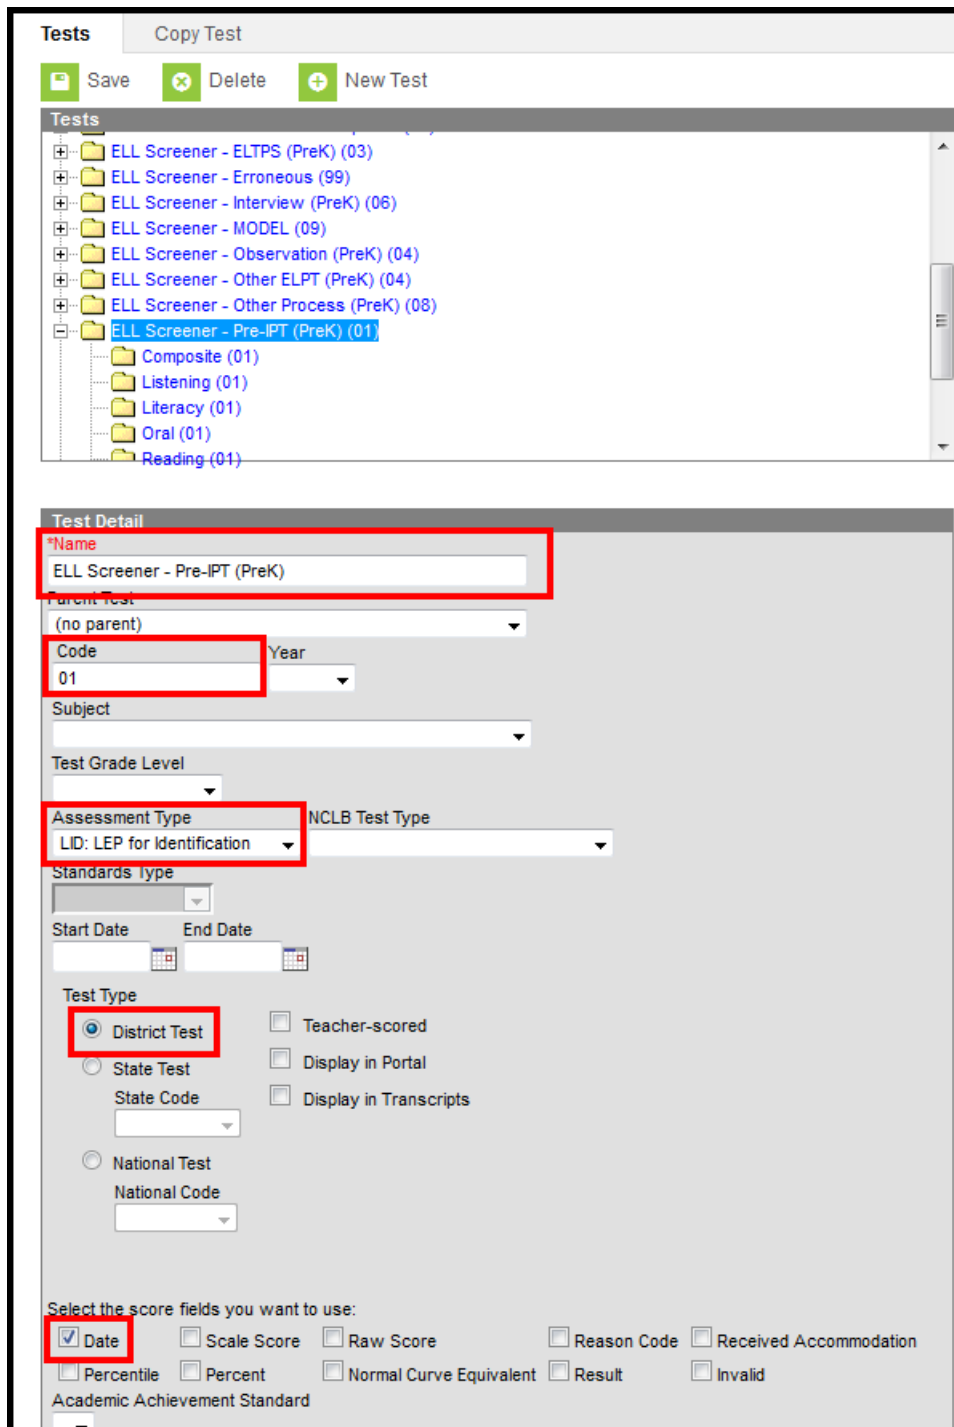 Tests Copy Test
Save Delete New Test
Tests
ELL Screener - ELTPS (PreK) (03)
ELL Screener - Erroneous (99)
ELL Screener - Interview (PreK) (06)
ELL Screener - MODEL (09)
ELL Screener - Observation (PreK) (04)
ELL Screener - Other ELPT (PreK) (04)
ELL Screener - Other Process (PreK) (08)
ELL Screener - Pre-IPT (PreK) (01)
Composite (01)
Listening (01)
Literacy (01)
Oral (01)
Reading (01)
Test Detail
*Name
ELL Screener - Pre-IPT (PreK)
Parent Test
(no parent)
Code Year
01
Subject
Test Grade Level
Assessment Type NCLB Test Type
LID: LEP for Identification
Standards Type
Start Date End Date
Test Type
District Test Teacher-scored
State Test Display in Portal
State Code Display in Transcripts
National Test
National Code
Select the score fields you want to use:
Date Scale Score Raw Score Reason Code Received Accommodation
Percentile Percent Normal Curve Equivalent Result Invalid
Academic Achievement Standard